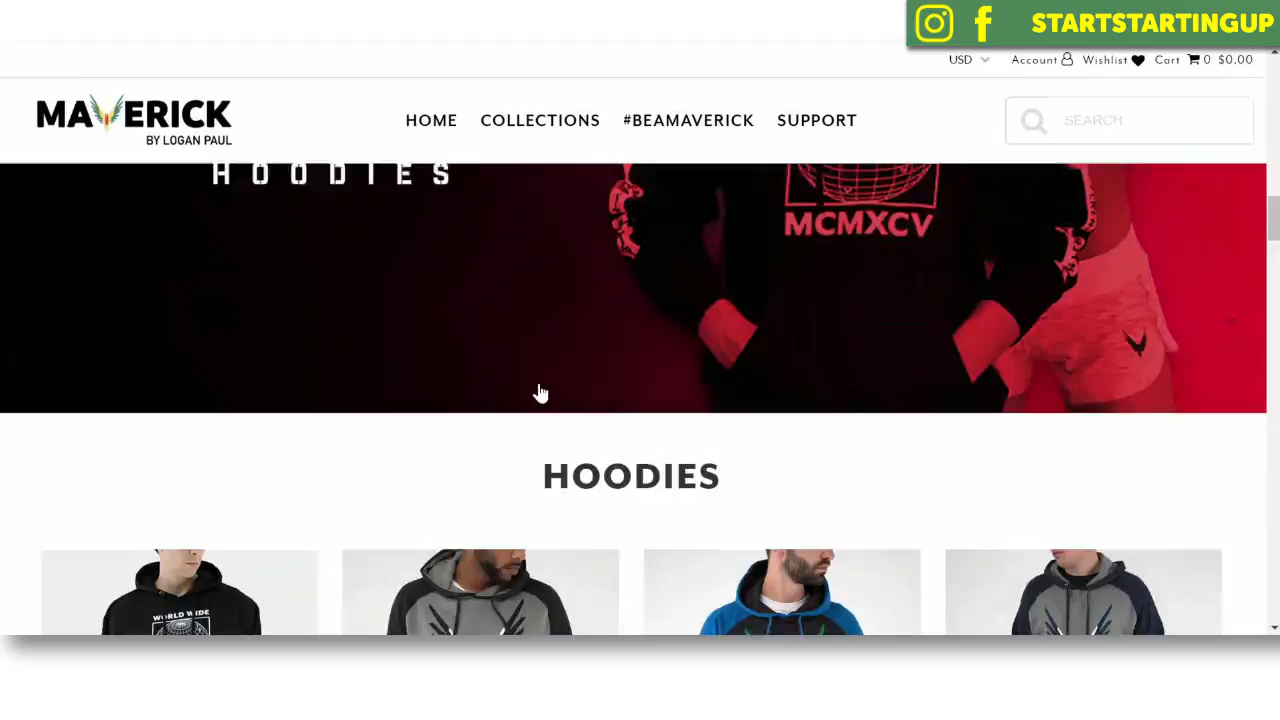 STARTSTARTINGUP
USD Account Wishlist Cart 0 $0.00
MAVERICK
BY LOGAN PAUL
HOME COLLECTIONS #BEAMAVERICK SUPPORT
SEARCH
HOODIES
MCMXCV
HOODIES
WORLD WIDE